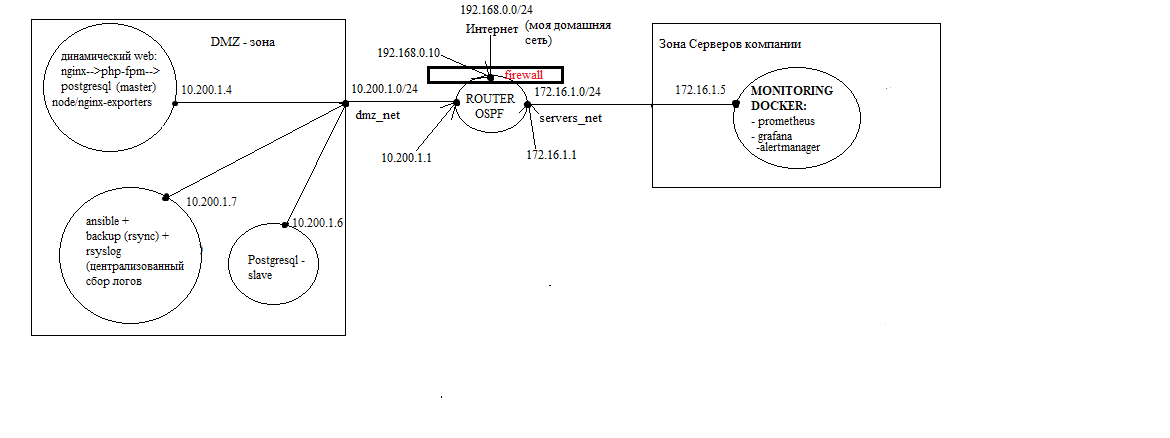 192.168.0.0/24
Интернет
(моя домашняя
сеть)
192.168.0.10
firewall
DMZ - зона
динамический web:
nginx-->php-fpm-->
postgresql (master)
node/nginx-exporters
10.200.1.4
10.200.1.0/24
dmz_net
ROUTER
OSPF
10.200.1.1
172.16.1.0/24
servers_net
172.16.1.1
Зона Серверов компании
172.16.1.5
MONITORING
DOCKER:
- prometheus
- grafana
-alertmanager
10.200.1.7
ansible +
backup (rsync) +
rsyslog
(централизованный
сбор логов
10.200.1.6
Postgresql -
slave